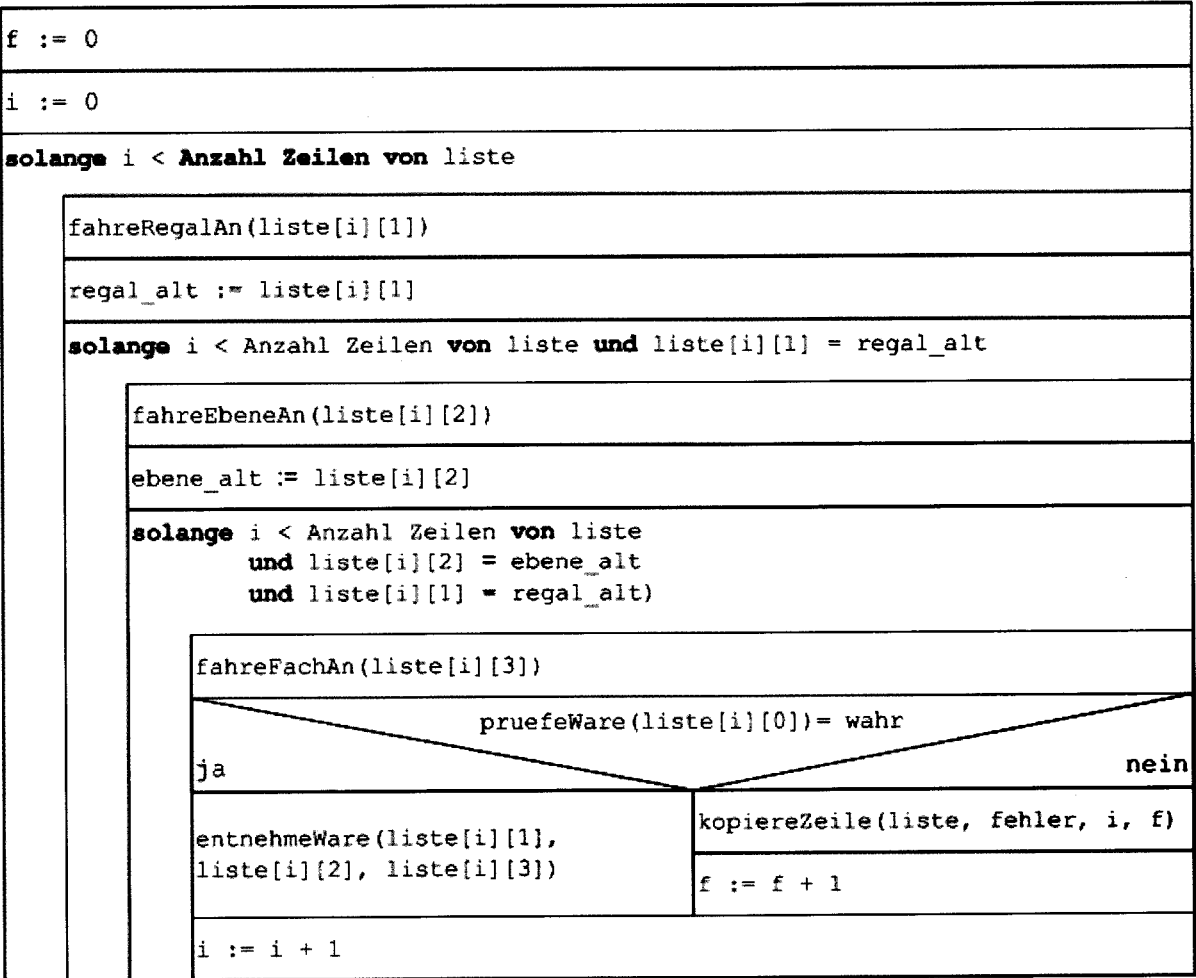 f := 0
i := 0
solange i < Anzahl Zeilen von liste
fahreRegalAn(liste[i][1])
regal_alt := liste[i][1]
solange i < Anzahl Zeilen von liste und liste[i][1] = regal_alt
fahreEbeneAn(liste[i][2])
ebene_alt := liste[i][2]
solange i < Anzahl Zeilen von liste
und liste[i][2] = ebene_alt
und liste[i][1] = regal_alt)
fahreFachAn(liste[i][3])
pruefeWare(liste[i][0])= wahr
ja
nein
entnehmeWare(liste[i][1],
liste[i][2], liste[i][3])
kopiereZeile(liste, fehler, i, f)
f := f + 1
i := i + 1